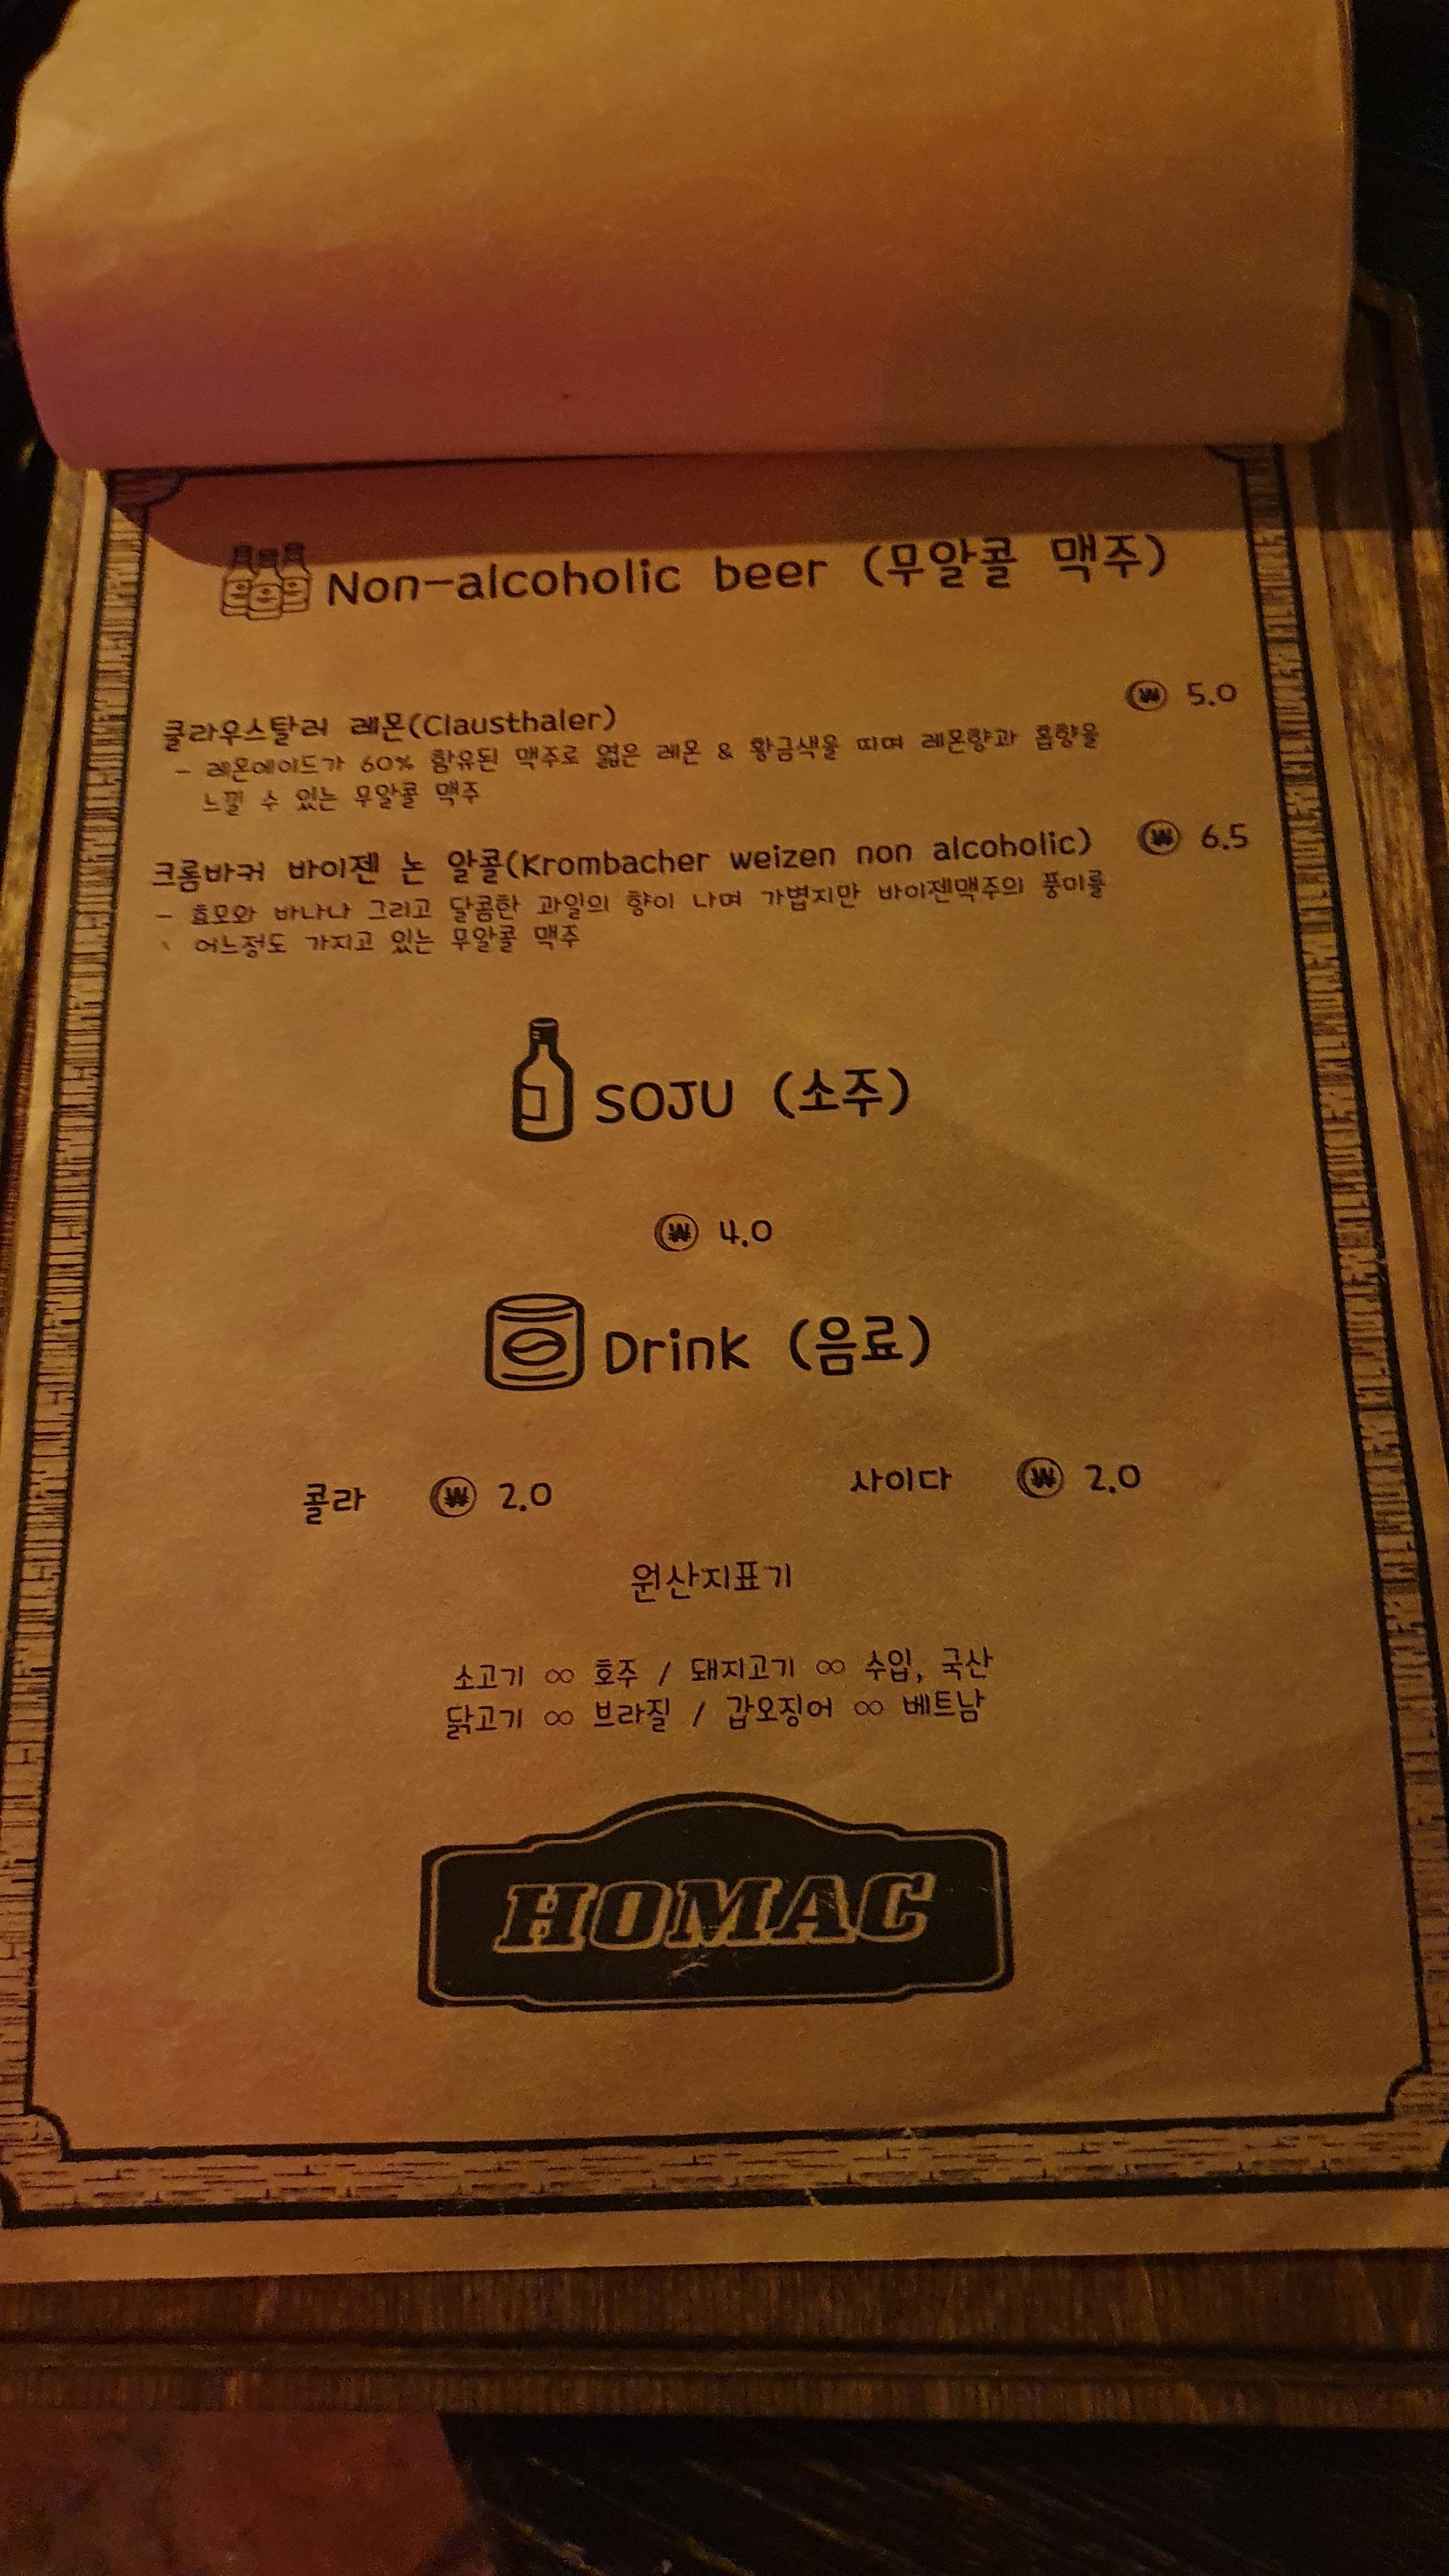 Non-alcoholic beer (무알콜 맥주)
클라우스탈러 레몬(Clausthaler) ₩ 5.0
- 레몬에이드가 60% 함유된 맥주로 엷은 레몬 & 황금색을 띠며 레몬향과 홉향을
느낄 수 있는 무알콜 맥주
크롬바커 바이젠 논 알콜(Krombacher weizen non alcoholic) ₩ 6.5
- 효모와 바나나 그리고 달콤한 과일의 향이 나며 가볍지만 바이젠맥주의 풍미를
어느정도 가지고 있는 무알콜 맥주
SOJU (소주)
₩ 4.0
Drink (음료)
콜라 ₩ 2.0 사이다 ₩ 2.0
원산지표기
소고기 ∞ 호주 / 돼지고기 ∞ 수입, 국산
닭고기 ∞ 브라질 / 갑오징어 ∞ 베트남
HOMAC